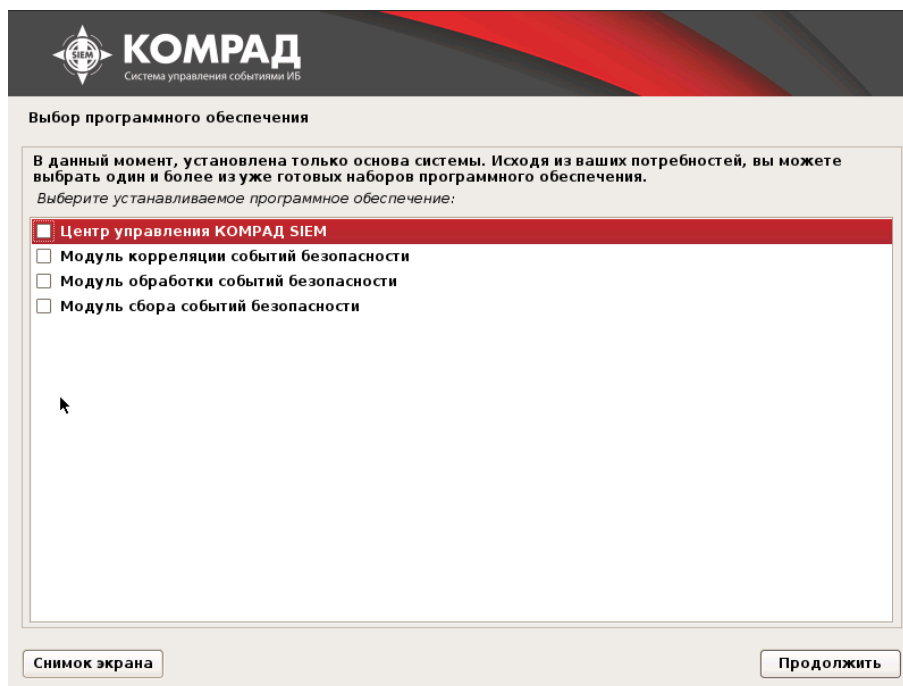 SIEM
КОМРАД
Система управления событиями ИБ
Выбор программного обеспечения
В данный момент, установлена только основа системы. Исходя из ваших потребностей, вы можете
выбрать один и более из уже готовых наборов программного обеспечения.
Выберите устанавливаемое программное обеспечение:
Центр управления КОМРАД SIEM
Модуль корреляции событий безопасности
Модуль обработки событий безопасности
Модуль сбора событий безопасности
Снимок экрана
Продолжить